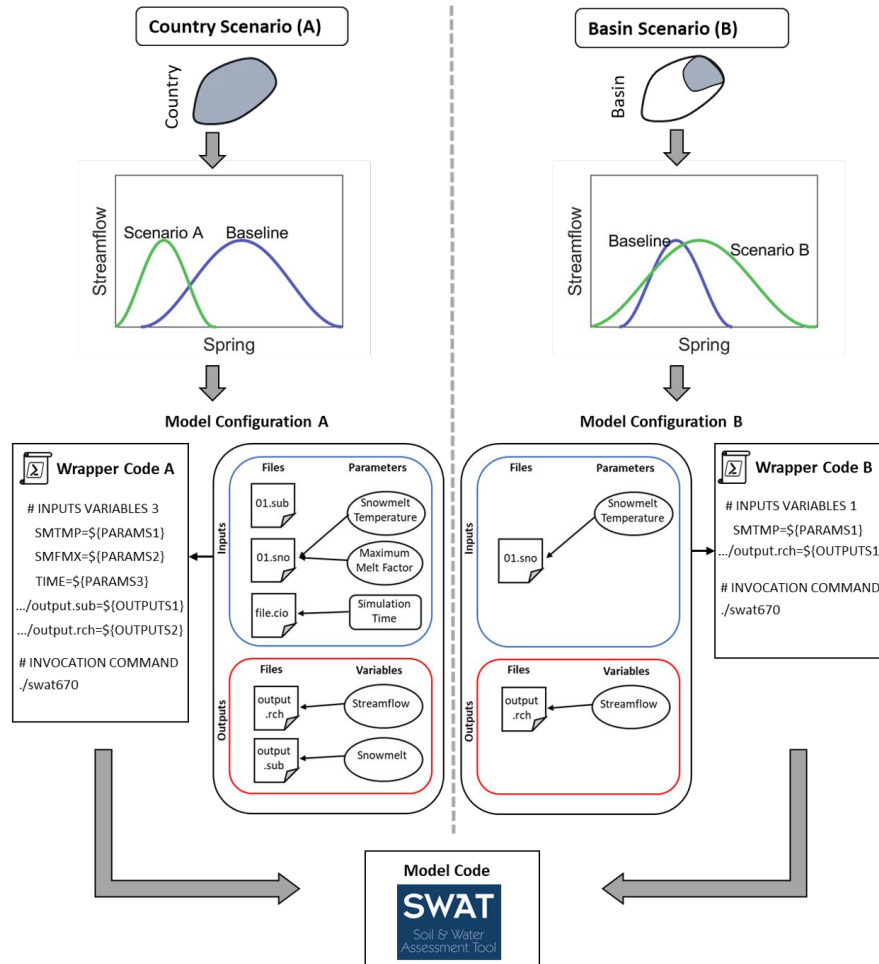 Country Scenario (A)
Country
Streamflow
Scenario A
Baseline
Spring
Basin Scenario (B)
Basin
Streamflow
Baseline
Scenario B
Spring
Model Configuration A
Wrapper Code A
# INPUTS VARIABLES 3
SMTMP=${PARAMS1}
SMFMX=${PARAMS2}
TIME=${PARAMS3}
.../output.sub=${OUTPUTS1}
.../output.rch=${OUTPUTS2}
# INVOCATION COMMAND
./swat670
Inputs
Files
Parameters
01.sub
01.sno
file.cio
Snowmelt
Temperature
Maximum
Melt Factor
Simulation
Time
Outputs
Files
Variables
output
.rch
Streamflow
output
.sub
Snowmelt
Model Configuration B
Inputs
Files
Parameters
Snowmelt
Temperature
01.sno
Outputs
Files
Variables
output
.rch
Streamflow
Wrapper Code B
# INPUTS VARIABLES 1
SMTMP=${PARAMS1}
.../output.rch=${OUTPUTS1
# INVOCATION COMMAND
./swat670
Model Code
SWAT
Soil & Water
Assessment Tool